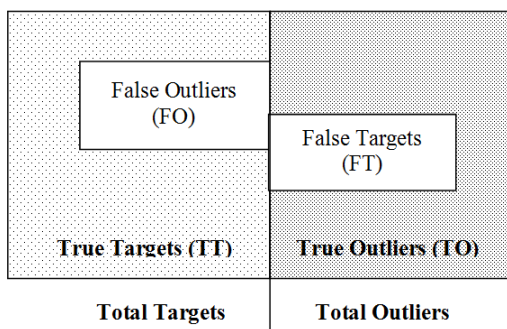 False Outliers
(FO)
False Targets
(FT)
True Targets (TT)
True Outliers (TO)
Total Targets
Total Outliers